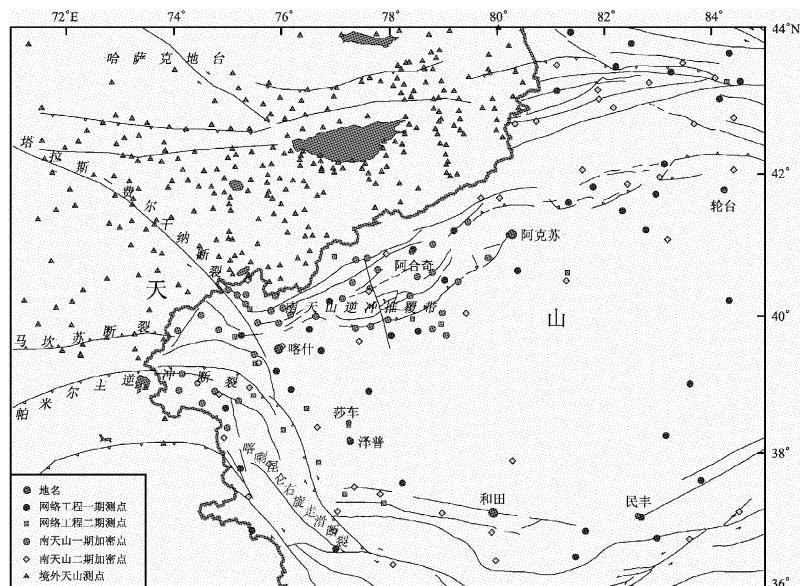 72° 74° 76° 78° 80° 82° 84° 44°N
哈萨克地台
塔拉斯费尔干纳断裂
42°
轮台
阿克苏
阿合奇
天
南天山逆冲推覆带
山
40°
马坎苏断裂
喀什
帕米尔主逆冲断裂
莎车
泽普
38°
喀喇昆仑右旋走滑断裂
和田
民丰
36°
地名
网络工程一期测点
网络工程二期测点
南天山一期加密点
南天山二期加密点
境外天山测点